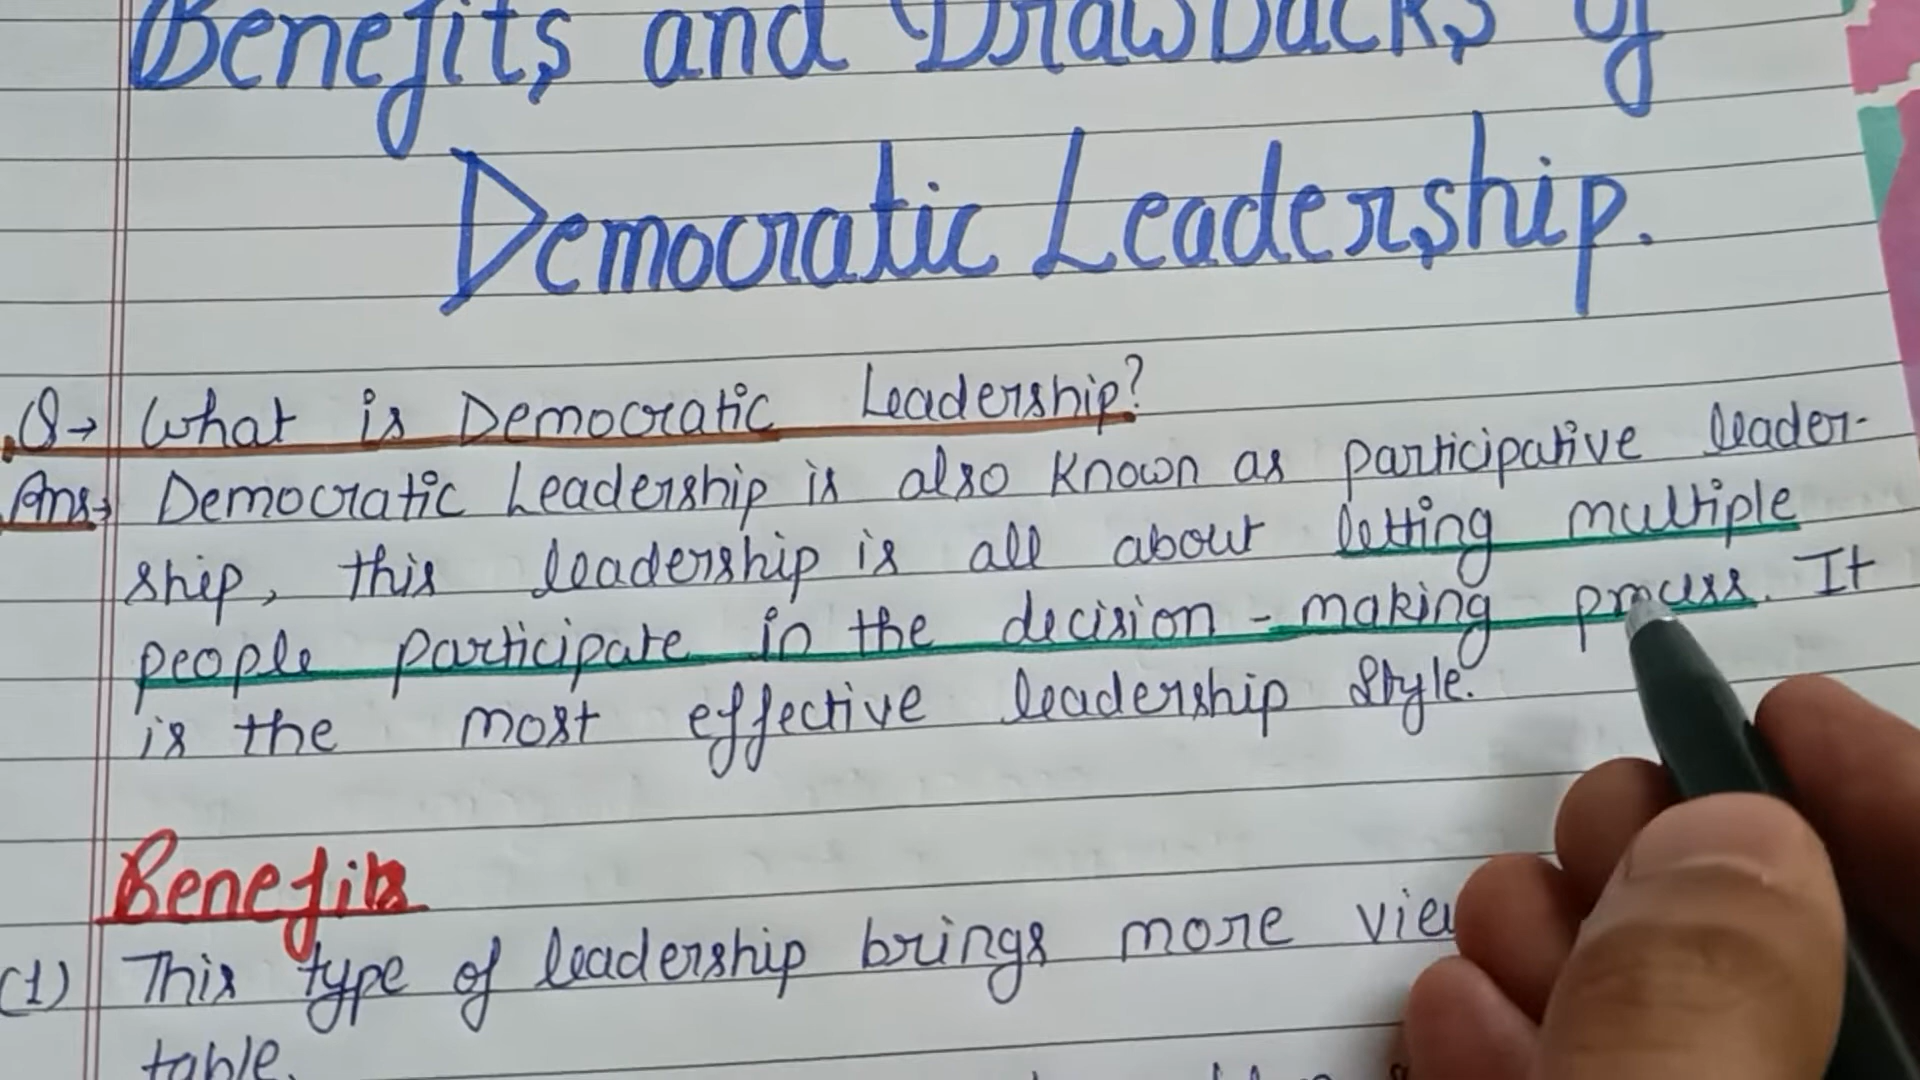 Benefits and Drawbacks of
Democratic Leadership.
Q→ What is Democratic Leadership?
Ans→ Democratic Leadership is also known as participative leader-
ship, this leadership is all about letting multiple
people participate in the decision-making process. It
is the most effective leadership style.
Benefits
(1) This type of leadership brings more
table.